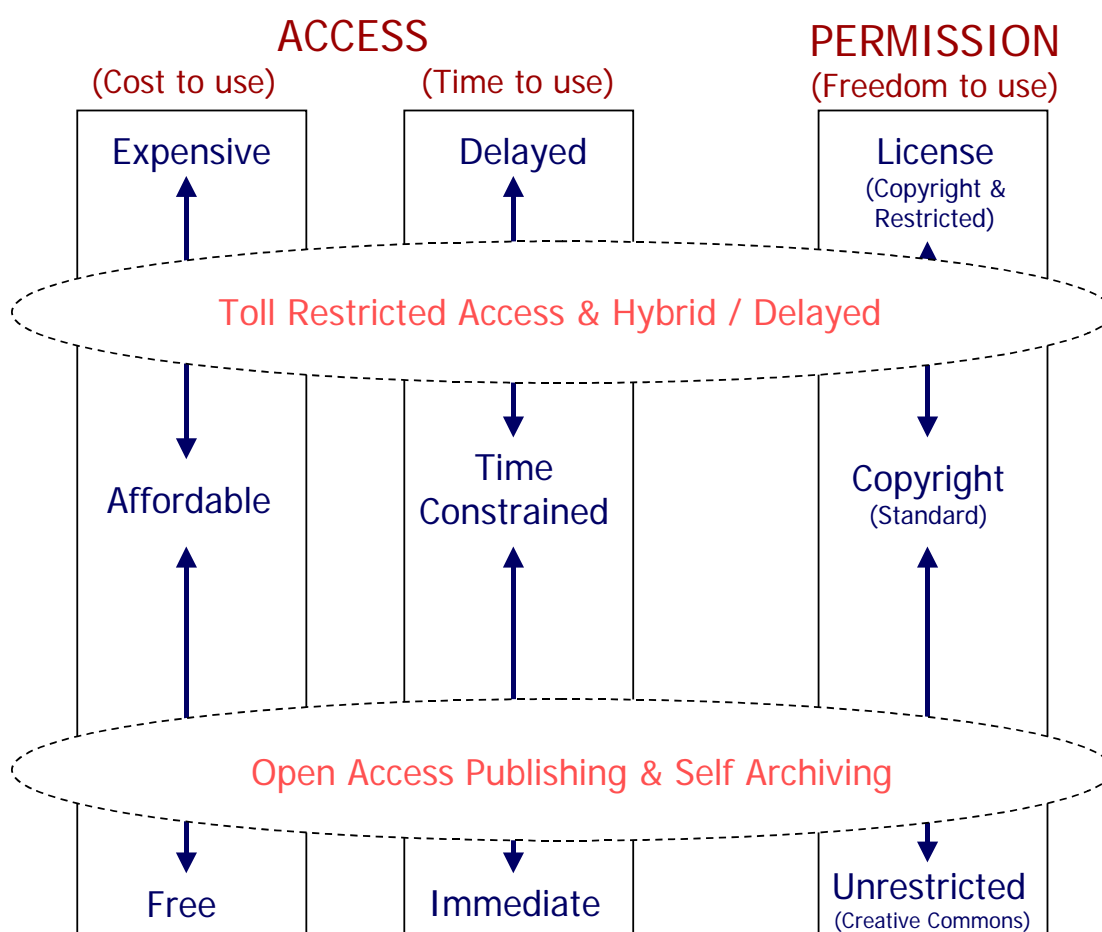 ACCESS
PERMISSION
(Cost to use)
(Time to use)
(Freedom to use)
Expensive
Delayed
License
(Copyright &
Restricted)
Toll Restricted Access & Hybrid / Delayed
Affordable
Time
Constrained
Copyright
(Standard)
Open Access Publishing & Self Archiving
Free
Immediate
Unrestricted
(Creative Commons)